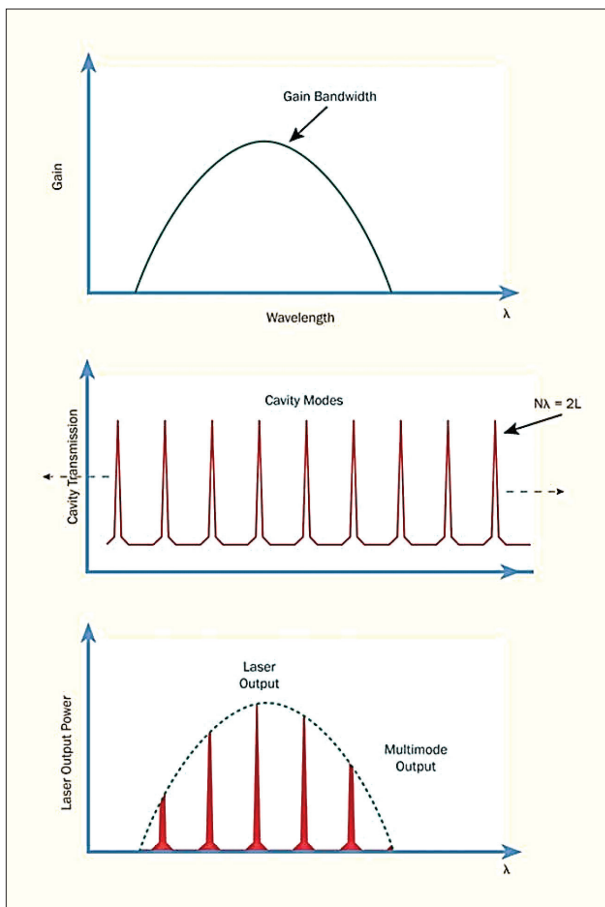 Gain Bandwidth
Gain
Wavelength
λ
Cavity Modes
Nλ = 2L
Cavity Transmission
Laser
Output
Multimode
Output
Laser Output Power
λ